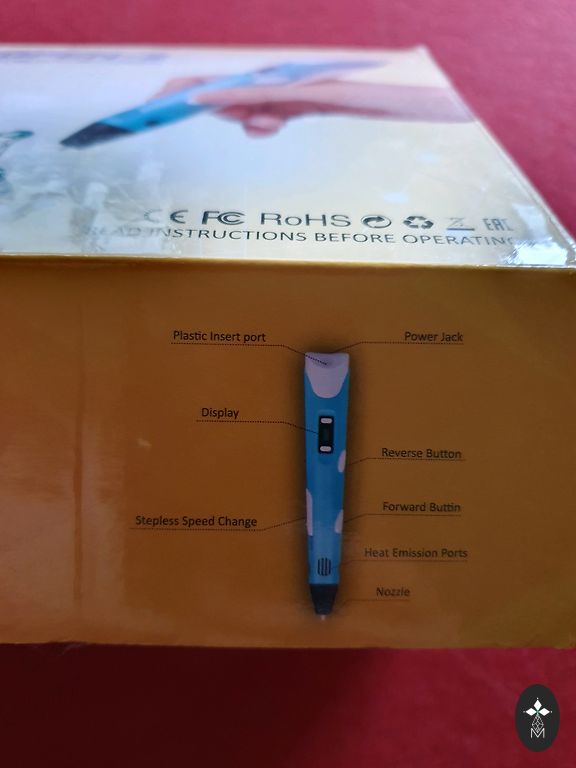 CE FC RoHS EAC
READ INSTRUCTIONS BEFORE OPERATING
Plastic Insert port
Power Jack
Display
Reverse Button
Forward Buttin
Stepless Speed Change
Heat Emission Ports
Nozzle
M